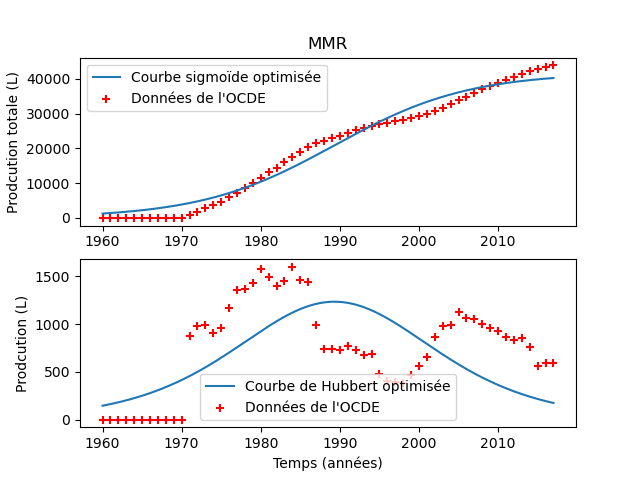 MMR
Prodcution totale (L)
40000
30000
20000
10000
0
Courbe sigmoïde optimisée
Données de l'OCDE
1960 1970 1980 1990 2000 2010
Prodcution (L)
1500
1000
500
0
Courbe de Hubbert optimisée
Données de l'OCDE
1960 1970 1980 1990 2000 2010
Temps (années)